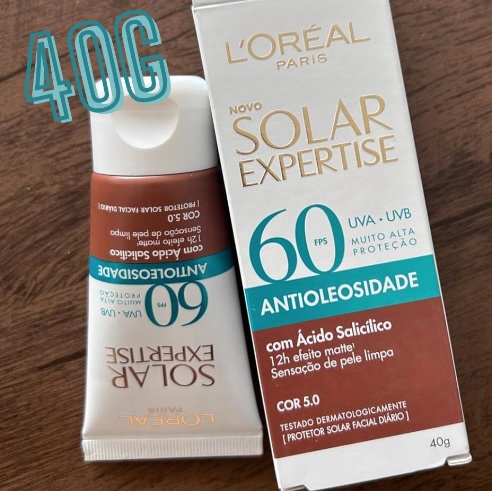 40G
L'ORÉAL
PARIS
NOVO
SOLAR
EXPERTISE
60
FPS
UVA • UVB
MUITO ALTA
PROTEÇÃO
ANTIOLEOSIDADE
com Ácido Salicílico
12h efeito matte¹
Sensação de pele limpa
COR 5.0
TESTADO DERMATOLOGICAMENTE
[ PROTETOR SOLAR FACIAL DIÁRIO ]
40g
L'ORÉAL
PARIS
SOLAR
EXPERTISE
60
FPS
UVA • UVB
MUITO ALTA
PROTEÇÃO
ANTIOLEOSIDADE
com Ácido Salicílico
12h efeito matte¹
Sensação de pele limpa
COR 5.0
[ PROTETOR SOLAR FACIAL DIÁRIO ]